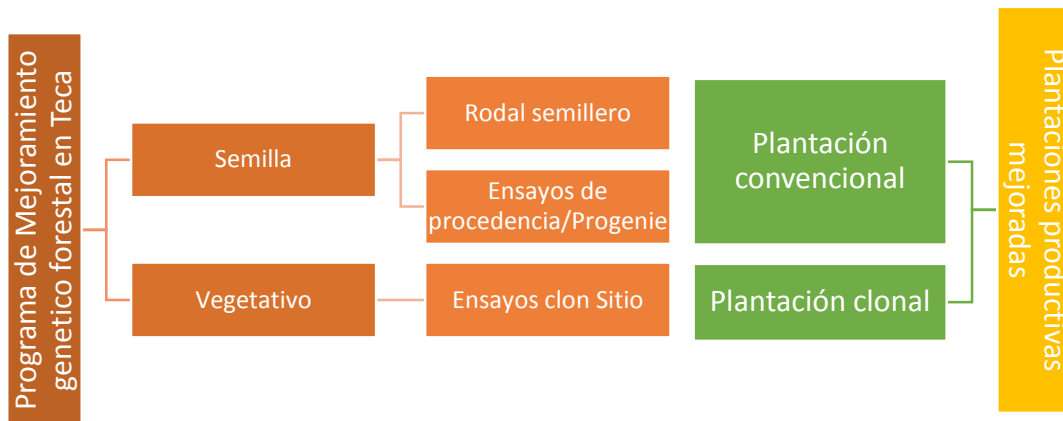 Programa de Mejoramiento
genetico forestal en Teca
Semilla
Vegetativo
Rodal semillero
Ensayos de
procedencia/Progenie
Ensayos clon Sitio
Plantación
convencional
Plantación clonal
Plantaciones productivas
mejoradas